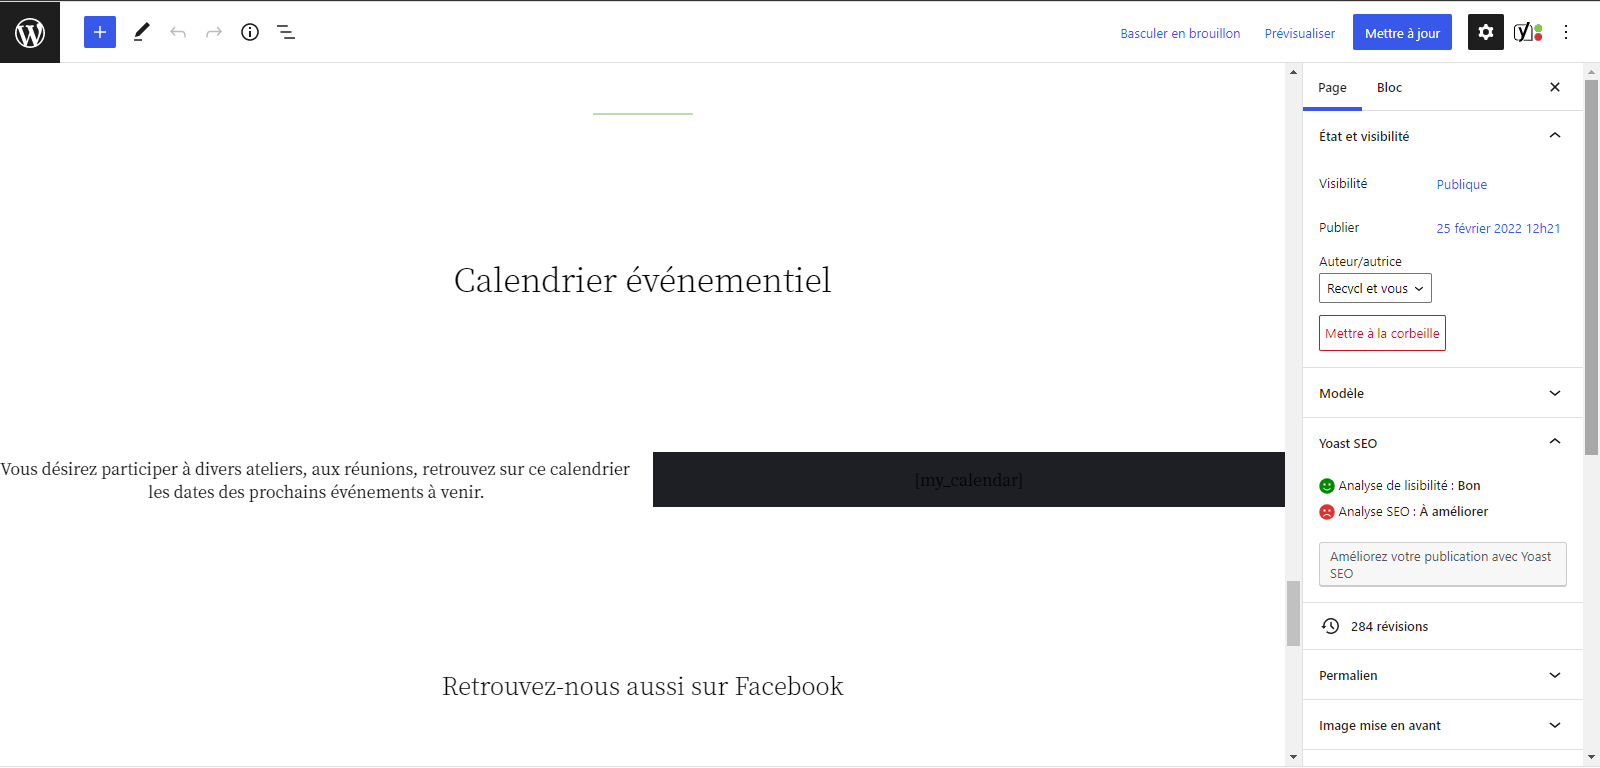 Basculer en brouillon
Prévisualiser
Mettre à jour
Page
Bloc
État et visibilité
Visibilité
Publique
Publier
25 février 2022 12h21
Auteur/autrice
Recycl et vous
Mettre à la corbeille
Modèle
Yoast SEO
Analyse de lisibilité : Bon
Analyse SEO : À améliorer
Améliorez votre publication avec Yoast
SEO
284 révisions
Permalien
Image mise en avant
Calendrier événementiel
Vous désirez participer à divers ateliers, aux réunions, retrouvez sur ce calendrier
les dates des prochains événements à venir.
[my_calendar]
Retrouvez-nous aussi sur Facebook